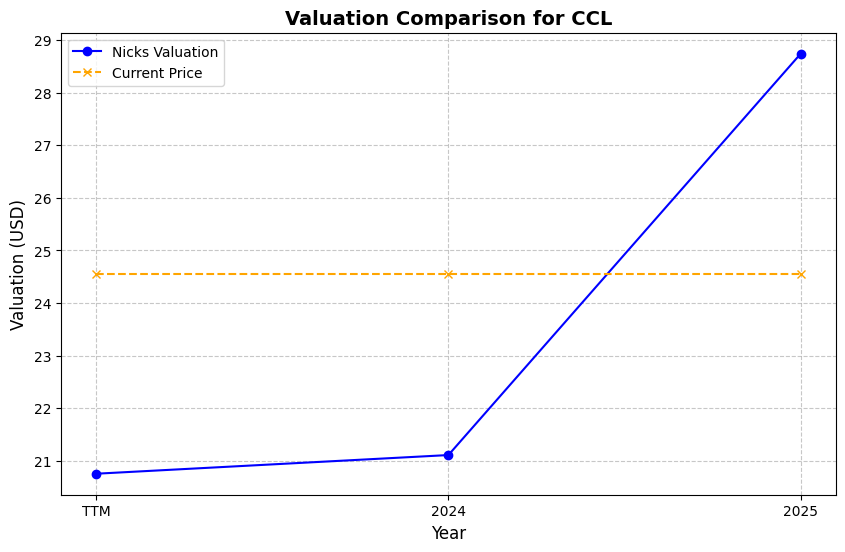 Valuation Comparison for CCL
Nicks Valuation
Current Price
Valuation (USD)
29
28
27
26
25
24
23
22
21
TTM
2024
2025
Year